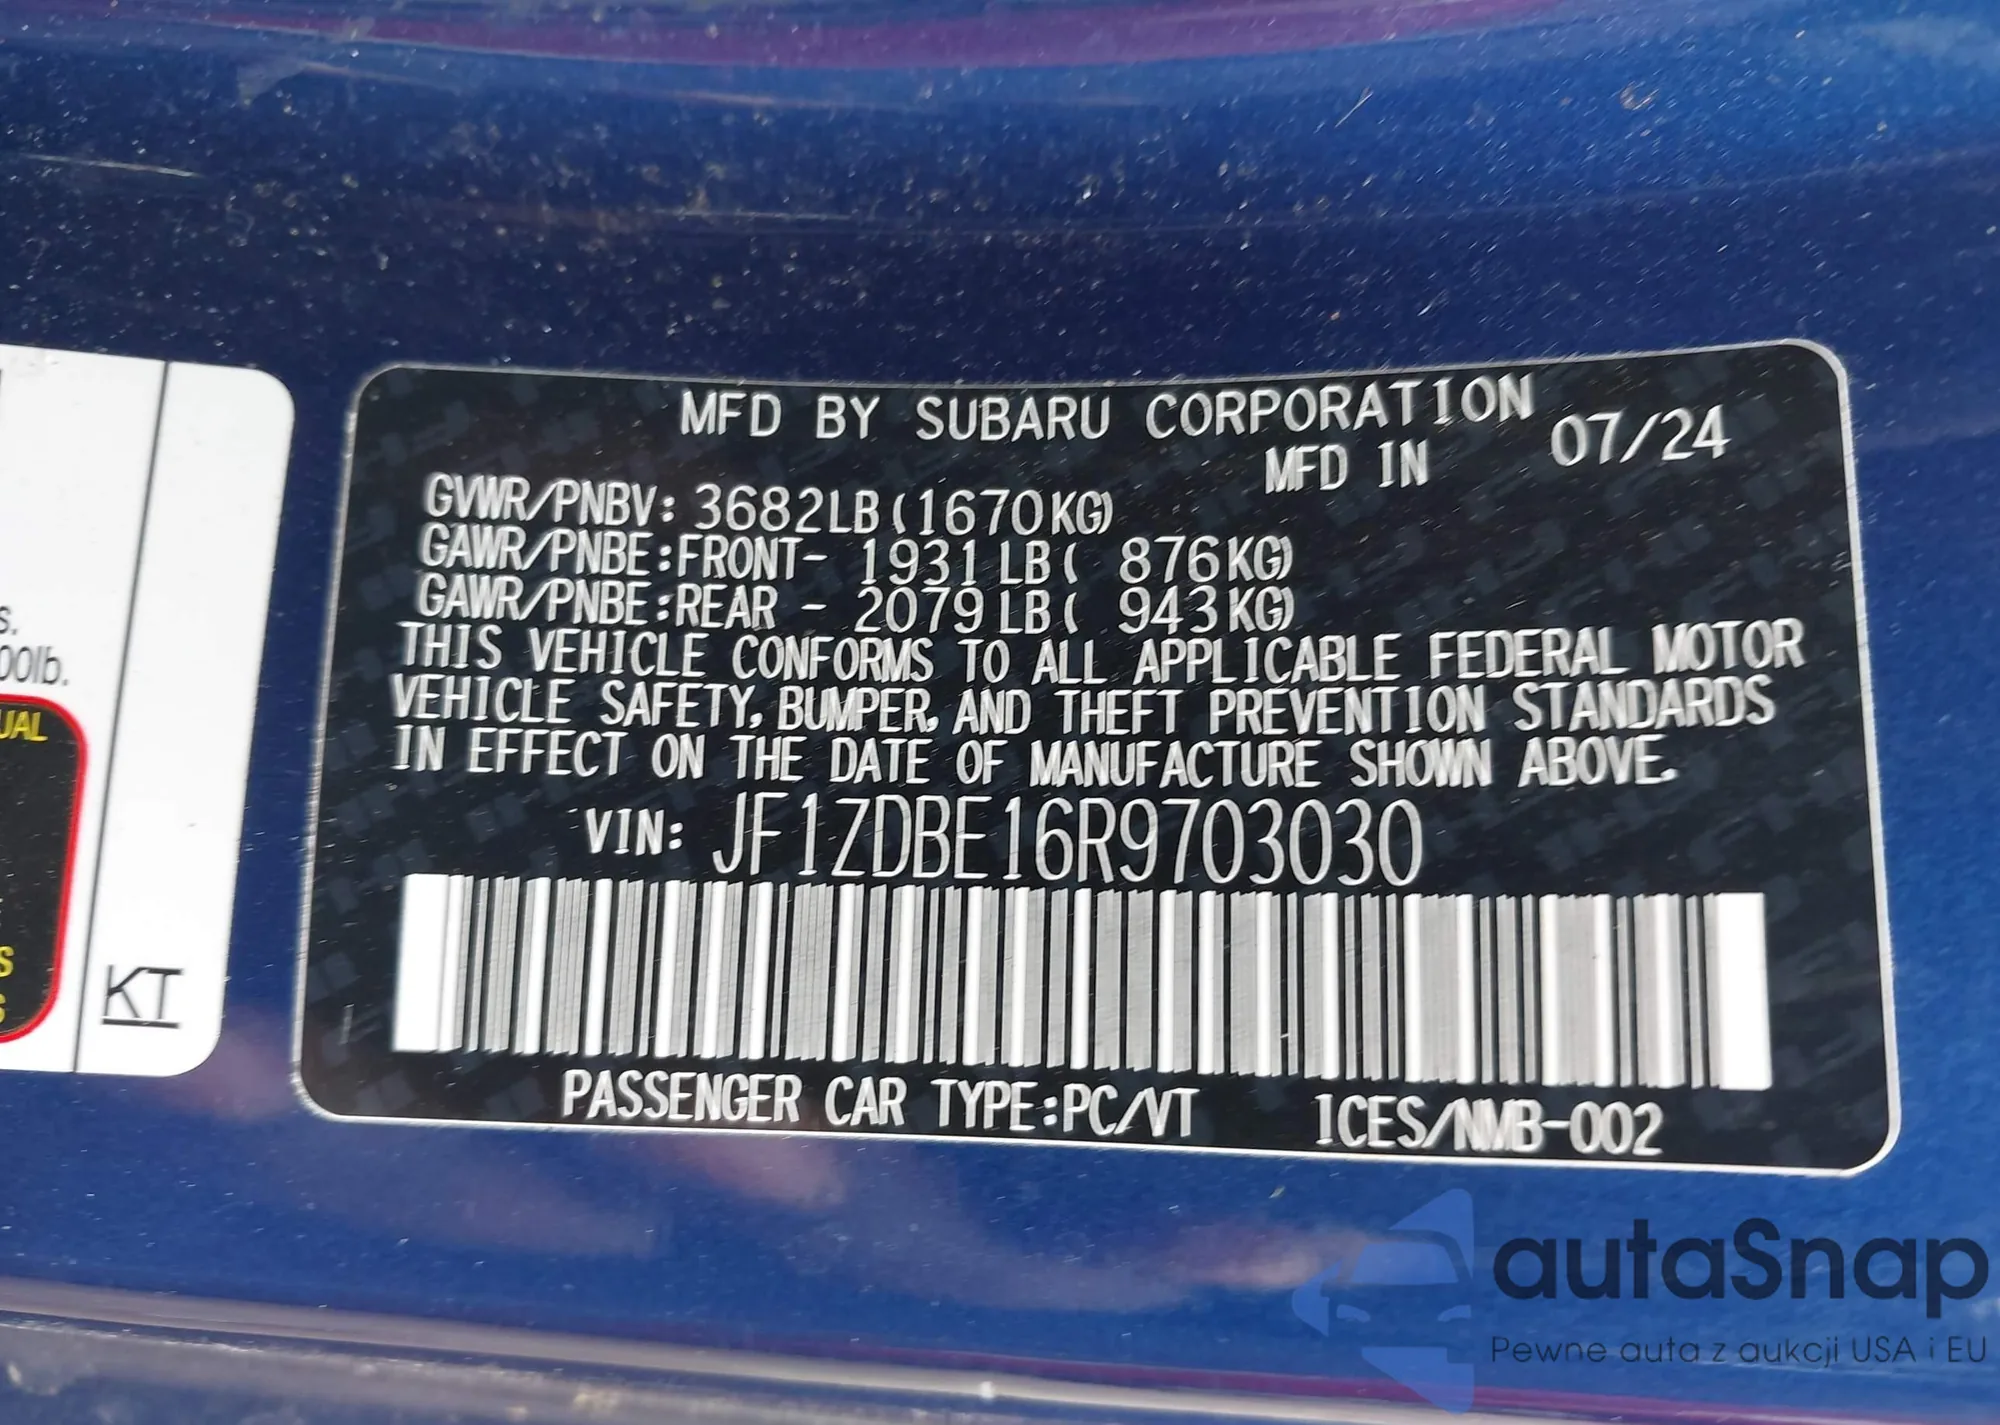 MFD BY SUBARU CORPORATION
MFD IN 07/24
GVWR/PNBV: 3682LB(1670KG)
GAWR/PNBE:FRONT- 1931LB( 876KG)
GAWR/PNBE:REAR - 2079LB( 943KG)
THIS VEHICLE CONFORMS TO ALL APPLICABLE FEDERAL MOTOR
VEHICLE SAFETY, BUMPER, AND THEFT PREVENTION STANDARDS
IN EFFECT ON THE DATE OF MANUFACTURE SHOWN ABOVE.
VIN: JF1ZDBE16R9703030
PASSENGER CAR TYPE:PC/VT 1CES/NMB-002
s.
00lb.
UAL
S
S
KT
autaSnap
Pewne auta z aukcji USA i EU